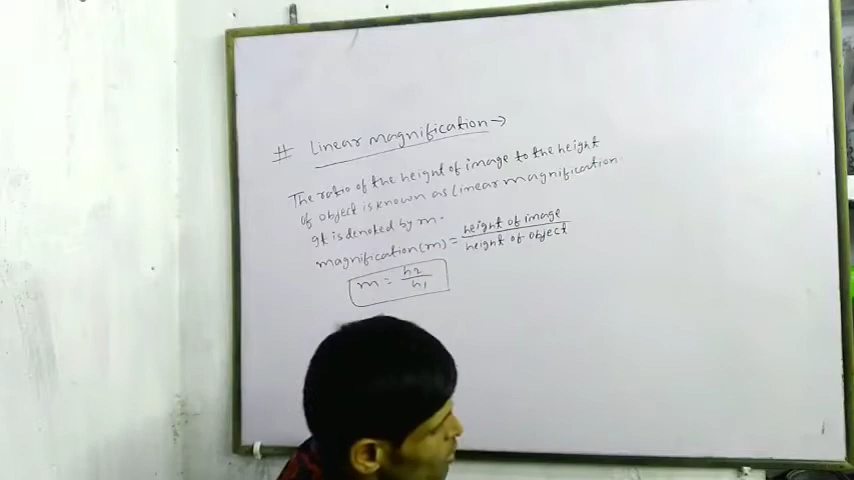 # Linear magnification →
The ratio of the height of image to the height
of object is known as Linear magnification.
It is denoted by m.
magnification(m) = height of image / height of object
m = h₂ / h₁